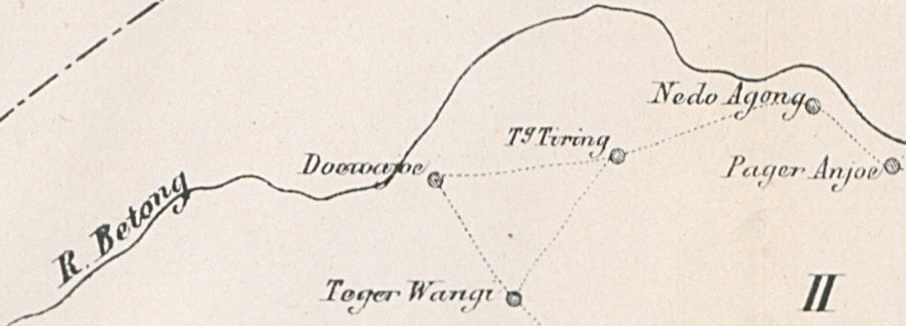 Nedo Agong
Tg Tiring
Doewajoe
Pager Anjoe
R. Betong
Teger Wangi
II